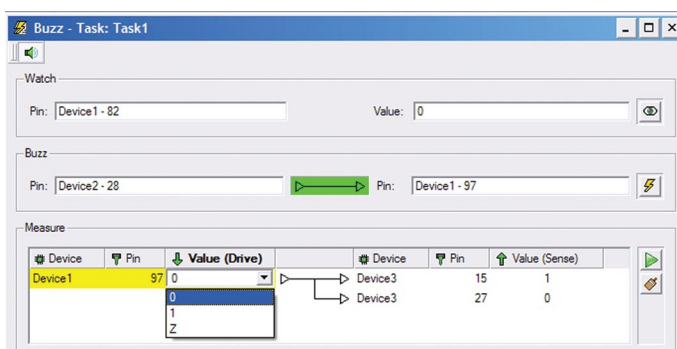 Buzz - Task: Task1
Watch
Pin: Device1 - 82 Value: 0
Buzz
Pin: Device2 - 28 Pin: Device1 - 97
Measure
Device Pin Value (Drive) Device Pin Value (Sense)
Device1 97 0 Device3 15 1
0 Device3 27 0
1
Z